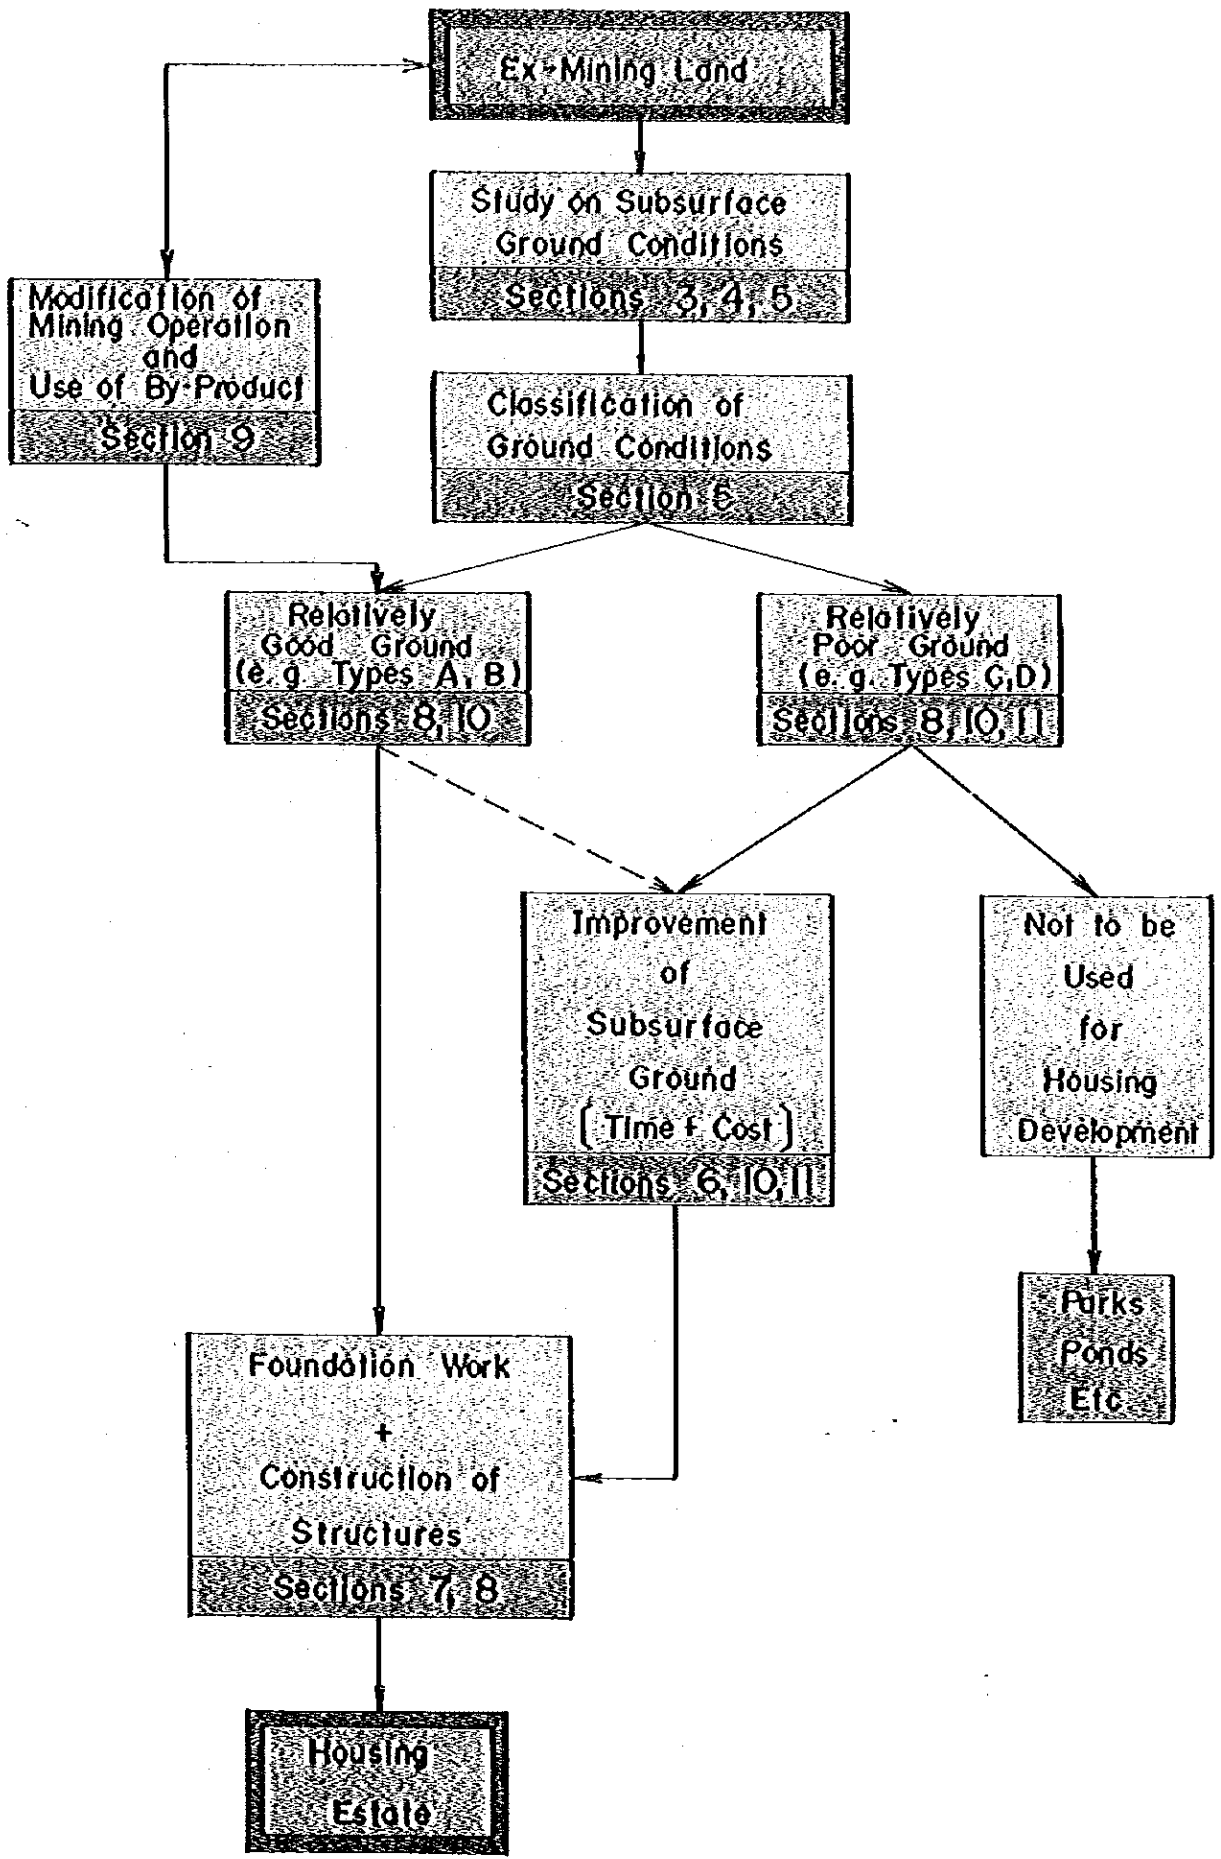 Ex-Mining Land
Study on Subsurface
Ground Conditions
Sections 3, 4, 5
Modification of
Mining Operation
and
Use of By-Product
Section 9
Classification of
Ground Conditions
Section
Relatively
Good Ground
(e. g. Types A, B)
Sections 8, 10
Relatively
Poor Ground
(e. g. Types C, D)
Sections 8, 10, 11
Improvement
of
Subsurface
Ground
(Time + Cost)
Sections 6, 10, 11
Not to be
Used
for
Housing
Development
Parks
Ponds
Etc.
Foundation Work
+
Construction of
Structures
Sections 7, 8
Housing
Estate